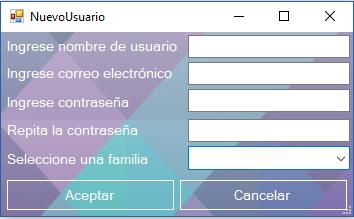 NuevoUsuario
Ingrese nombre de usuario
Ingrese correo electrónico
Ingrese contraseña
Repita la contraseña
Seleccione una familia
Aceptar Cancelar